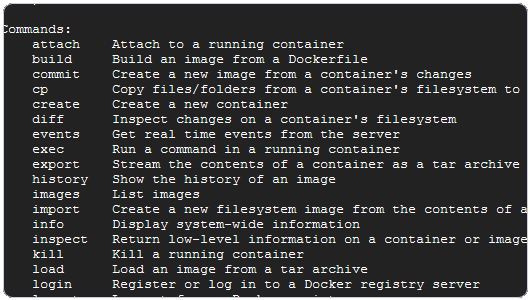 Commands:
attach Attach to a running container
build Build an image from a Dockerfile
commit Create a new image from a container's changes
cp Copy files/folders from a container's filesystem to
create Create a new container
diff Inspect changes on a container's filesystem
events Get real time events from the server
exec Run a command in a running container
export Stream the contents of a container as a tar archive
history Show the history of an image
images List images
import Create a new filesystem image from the contents of a
info Display system-wide information
inspect Return low-level information on a container or image
kill Kill a running container
load Load an image from a tar archive
login Register or log in to a Docker registry server